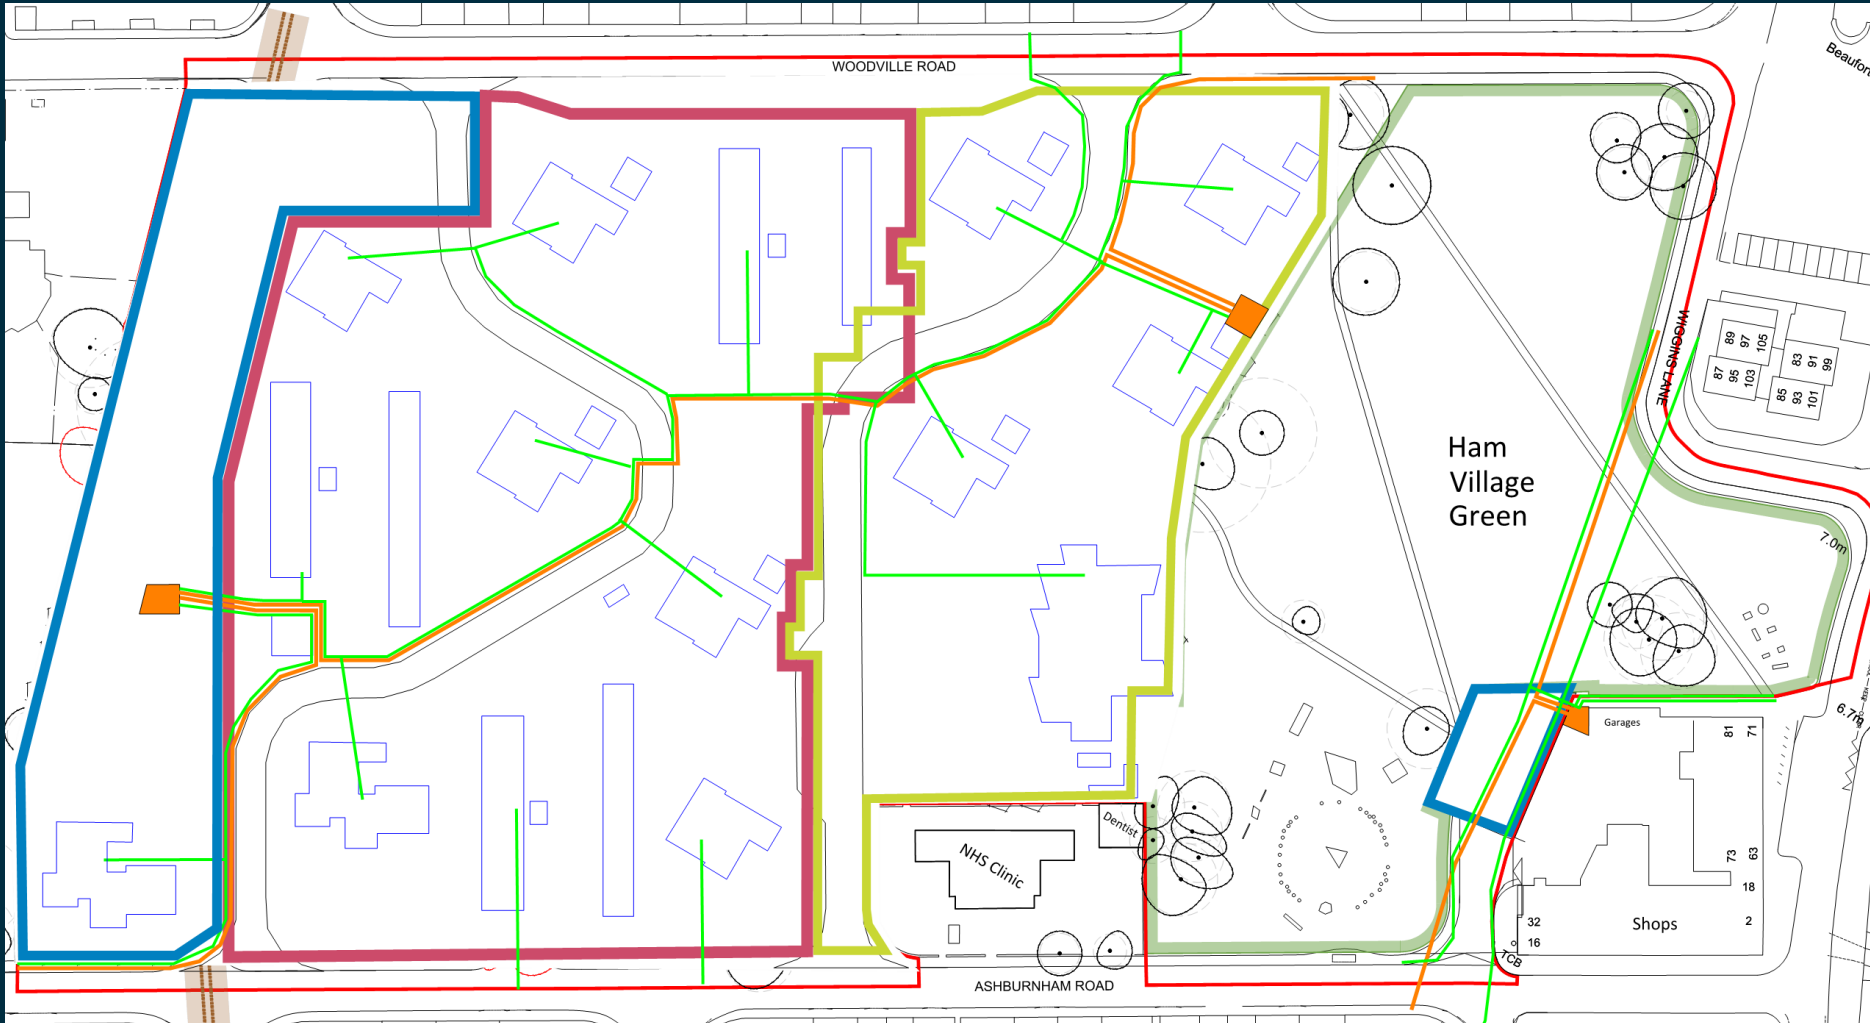 WOODVILLE ROAD
Beaufor
WIGGINS LANE
89
97
105
87
95
103
83
91
99
85
93
101
Ham
Village
Green
7.0m
6.7m
Garages
81
71
Dentist
NHS Clinic
73
63
18
2
32
16
Shops
TCB
ASHBURNHAM ROAD